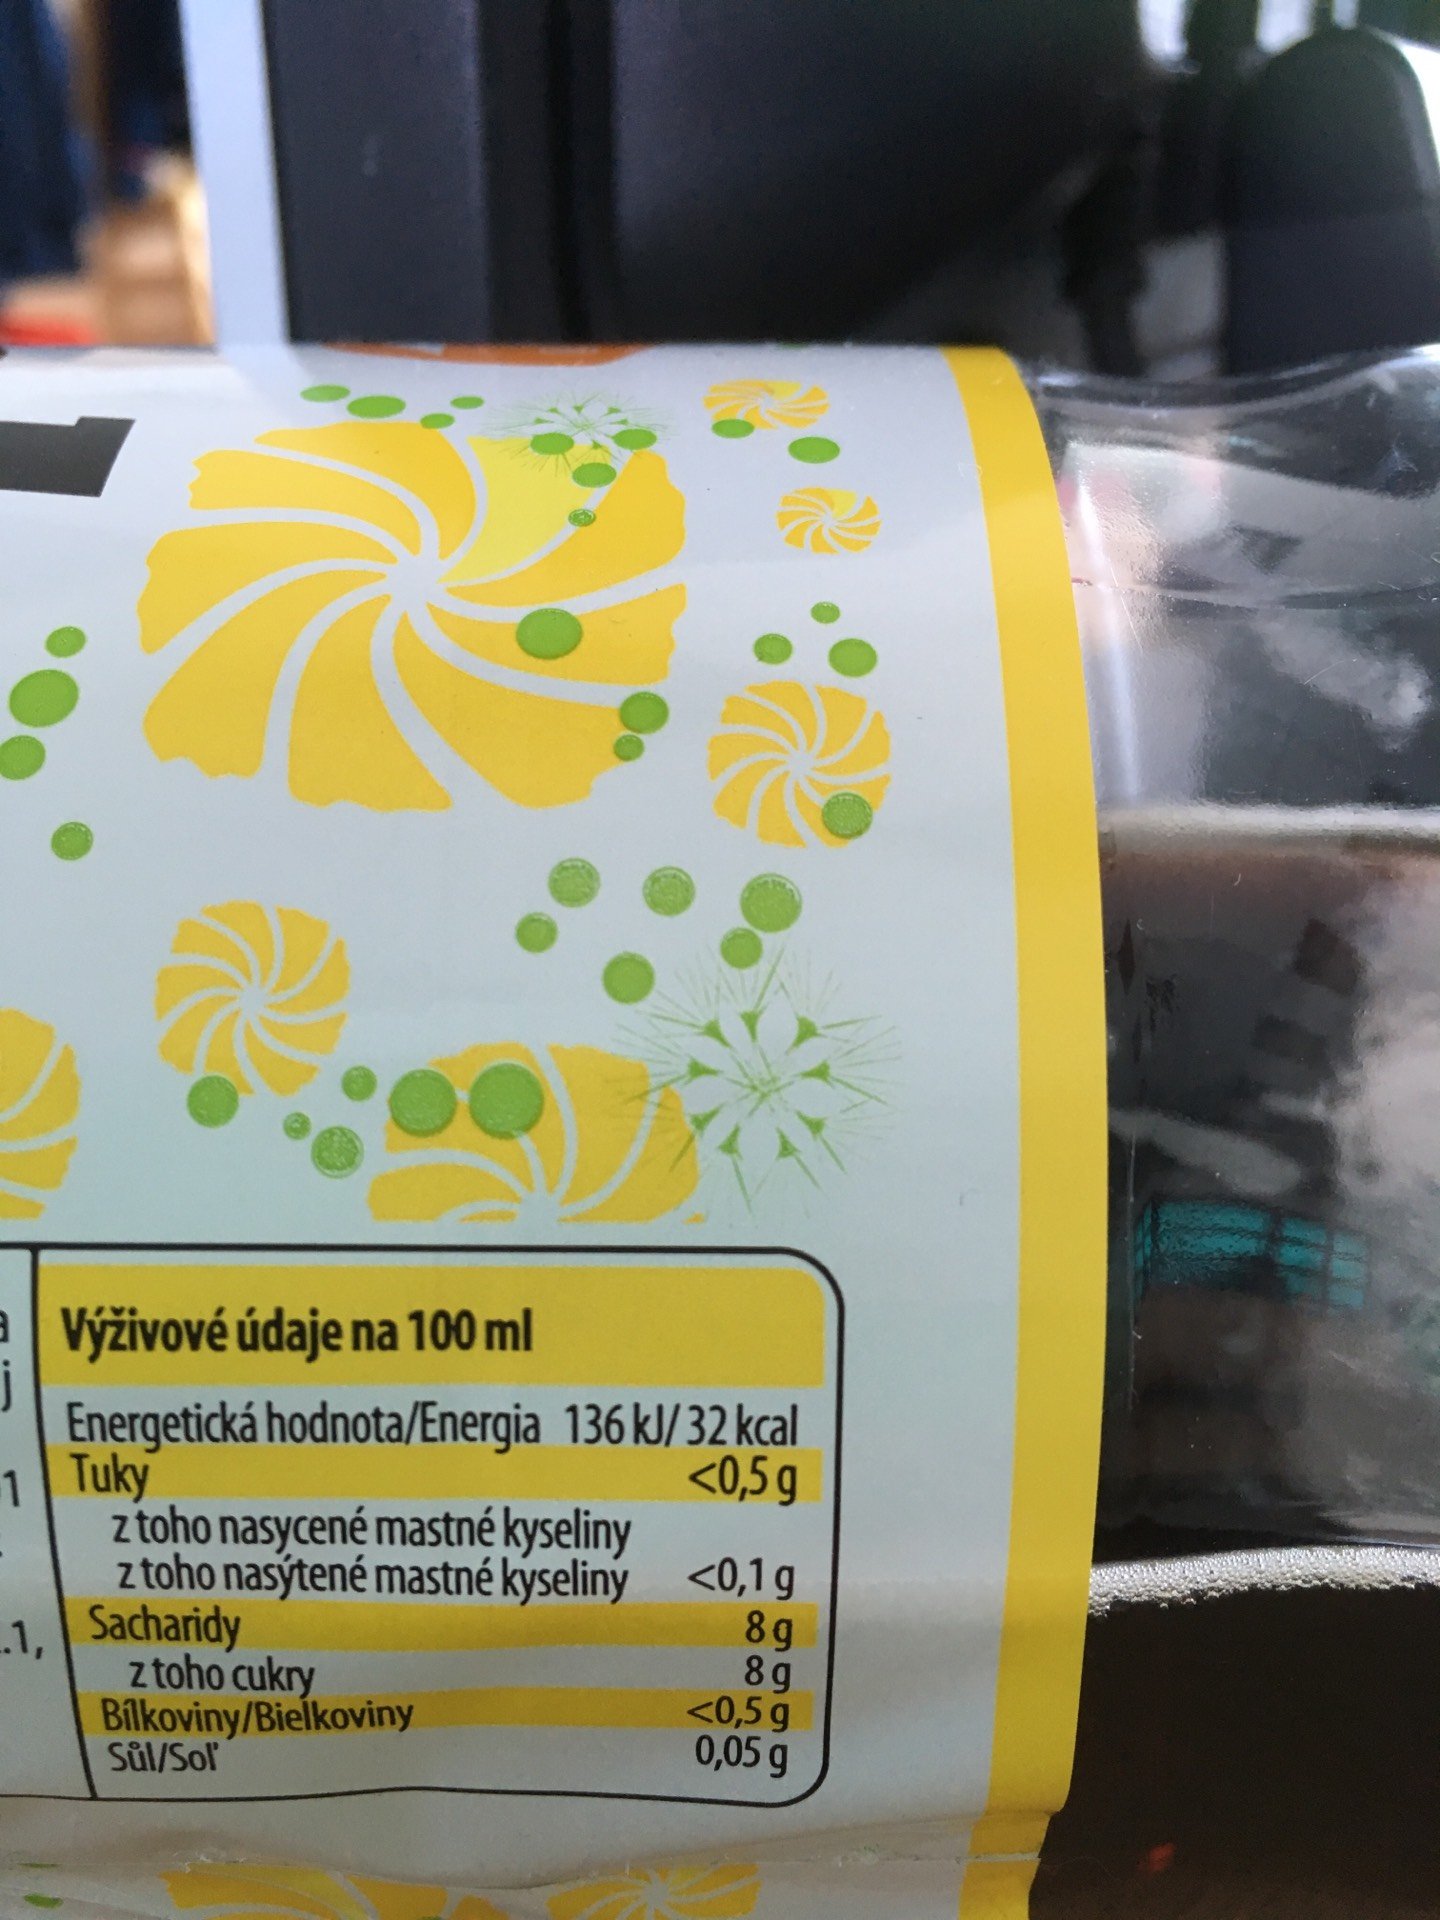 Výživové údaje na 100 ml
Energetická hodnota/Energia 136 kJ/ 32 kcal
Tuky <0,5 g
z toho nasycené mastné kyseliny
z toho nasýtené mastné kyseliny <0,1 g
Sacharidy 8 g
z toho cukry 8 g
Bílkoviny/Bielkoviny <0,5 g
Sůl/Soľ 0,05 g